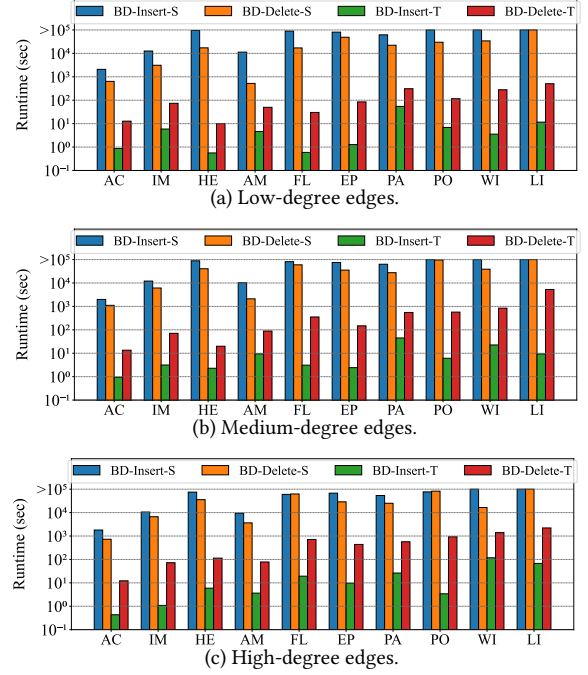 BD-Insert-S BD-Delete-S BD-Insert-T BD-Delete-T
Runtime (sec)
>10⁵
10⁴
10³
10²
10¹
10⁰
10⁻¹
AC IM HE AM FL EP PA PO WI LI
(a) Low-degree edges.
BD-Insert-S BD-Delete-S BD-Insert-T BD-Delete-T
Runtime (sec)
>10⁵
10⁴
10³
10²
10¹
10⁰
10⁻¹
AC IM HE AM FL EP PA PO WI LI
(b) Medium-degree edges.
BD-Insert-S BD-Delete-S BD-Insert-T BD-Delete-T
Runtime (sec)
>10⁵
10⁴
10³
10²
10¹
10⁰
10⁻¹
AC IM HE AM FL EP PA PO WI LI
(c) High-degree edges.